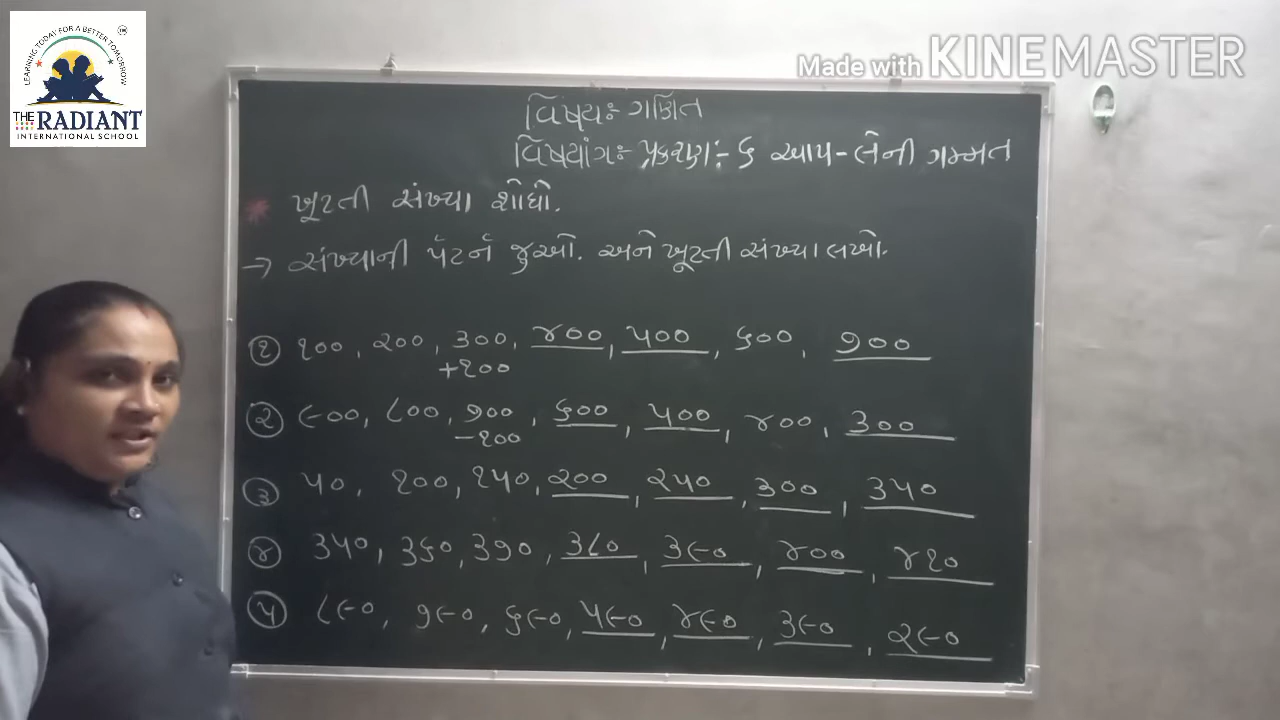 LEARNING TODAY FOR A BETTER TOMORROW
TM
THE RADIANT
INTERNATIONAL SCHOOL
Made with KINEMASTER
વિષય:- ગણિત
વિષયાંગ:- પ્રકરણ:- ૬ આપ-લેની ગમ્મત
* ખૂટતી સંખ્યા શોધો.
→ સંખ્યાની પૅટર્ન જુઓ. અને ખૂટતી સંખ્યા લખો.
૧ ૧૦૦, ૨૦૦, ૩૦૦, ૪૦૦, ૫૦૦, ૬૦૦, ૭૦૦
+૧૦૦
૨ ૯૦૦, ૮૦૦, ૭૦૦, ૬૦૦, ૫૦૦, ૪૦૦, ૩૦૦
-૧૦૦
૩ ૫૦, ૧૦૦, ૧૫૦, ૨૦૦, ૨૫૦, ૩૦૦, ૩૫૦
૪ ૩૫૦, ૩૬૦, ૩૭૦, ૩૮૦, ૩૯૦, ૪૦૦, ૪૧૦
૫ ૮૯૦, ૭૯૦, ૬૯૦, ૫૯૦, ૪૯૦, ૩૯૦, ૨૯૦